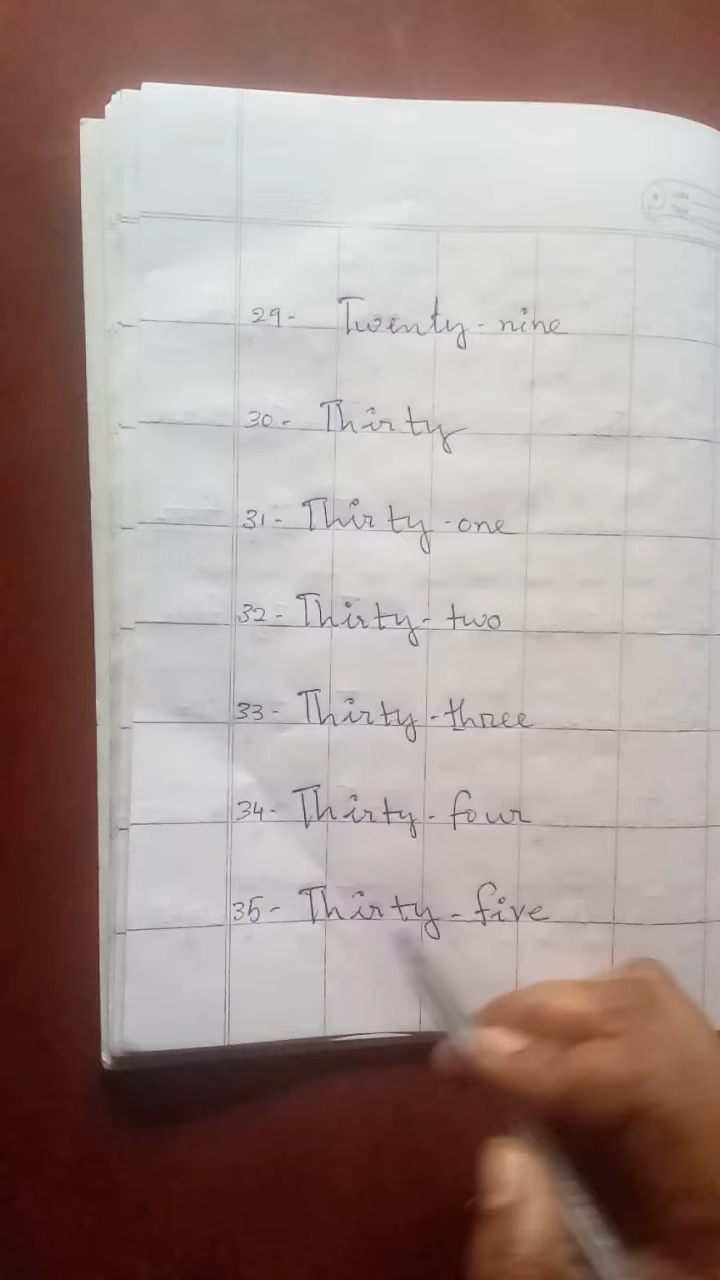 29- Twenty-nine
30- Thirty
31- Thirty-one
32- Thirty-two
33- Thirty-three
34- Thirty-four
35- Thirty-five